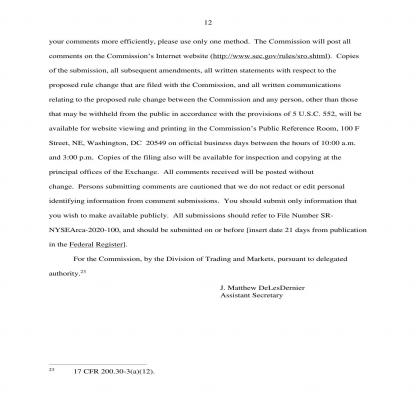 12
your comments more efficiently, please use only one method.  The Commission will post all
comments on the Commission's Internet website (http://www.sec.gov/rules/sro.shtml).  Copies
of the submission, all subsequent amendments, all written statements with respect to the
proposed rule change that are filed with the Commission, and all written communications
relating to the proposed rule change between the Commission and any person, other than those
that may be withheld from the public in accordance with the provisions of 5 U.S.C. 552, will be
available for website viewing and printing in the Commission's Public Reference Room, 100 F
Street, NE, Washington, DC  20549 on official business days between the hours of 10:00 a.m.
and 3:00 p.m.  Copies of the filing also will be available for inspection and copying at the
principal offices of the Exchange.  All comments received will be posted without
change.  Persons submitting comments are cautioned that we do not redact or edit personal
identifying information from comment submissions.  You should submit only information that
you wish to make available publicly.  All submissions should refer to File Number SR-
NYSEArca-2020-100, and should be submitted on or before [insert date 21 days from publication
in the Federal Register].
For the Commission, by the Division of Trading and Markets, pursuant to delegated
authority.23
J. Matthew DeLesDernier
Assistant Secretary
23 17 CFR 200.30-3(a)(12).